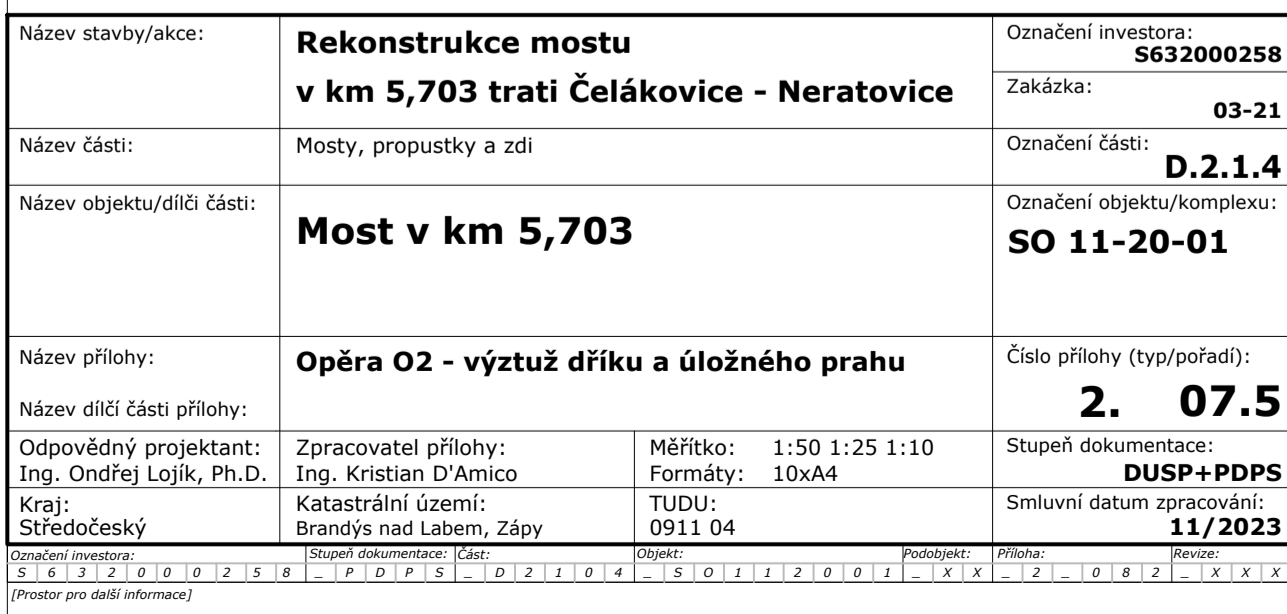 Název stavby/akce:
Rekonstrukce mostu
v km 5,703 trati Čelákovice - Neratovice
Označení investora:
S632000258
Zakázka:
03-21
Název části:
Mosty, propustky a zdi
Označení části:
D.2.1.4
Název objektu/dílči části:
Most v km 5,703
Označení objektu/komplexu:
SO 11-20-01
Název přílohy:
Opěra O2 - výztuž dříku a úložného prahu
Název dílčí části přílohy:
Číslo přílohy (typ/pořadí):
2. 07.5
Odpovědný projektant:
Ing. Ondřej Lojík, Ph.D.
Zpracovatel přílohy:
Ing. Kristian D'Amico
Měřítko: 1:50 1:25 1:10
Formáty: 10xA4
Stupeň dokumentace:
DUSP+PDPS
Kraj:
Středočeský
Katastrální území:
Brandýs nad Labem, Zápy
TUDU:
0911 04
Smluvní datum zpracování:
11/2023
Označení investora: Stupeň dokumentace: Část: Objekt: Podobjekt: Příloha: Revize:
S 6 3 2 0 0 0 2 5 8 _ P D P S _ D 2 1 0 4 _ S O 1 1 2 0 0 1 _ X X _ 2 _ 0 8 2 _ X X X
[Prostor pro další informace]